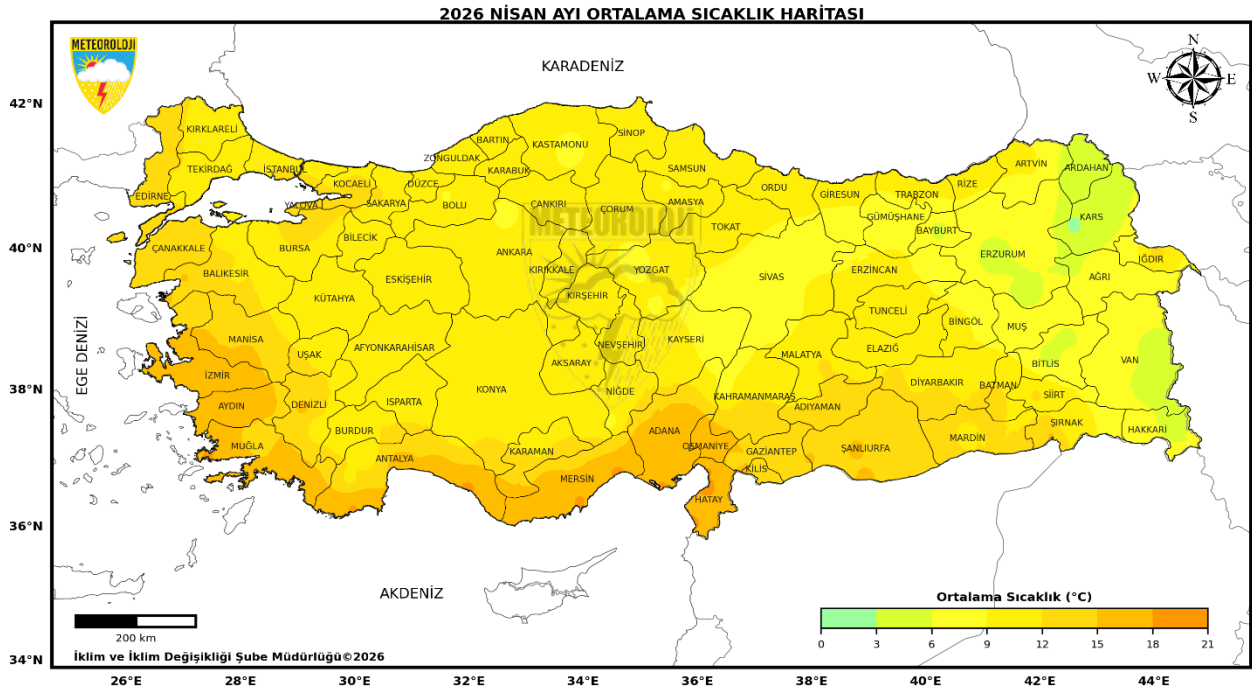 2026 NİSAN AYI ORTALAMA SICAKLIK HARİTASI
METEOROLOJİ
KARADENİZ
N
W E
S
42°N
40°N
38°N
36°N
34°N
KIRKLARELİ
TEKİRDAĞ
İSTANBUL
EDİRNE
KOCAELİ
YALOVA
SAKARYA
DÜZCE
ZONGULDAK
BARTIN
KARABUK
KASTAMONU
SİNOP
SAMSUN
ORDU
GİRESUN
TRABZON
RİZE
ARTVİN
ARDAHAN
BOLU
ÇANKIRI
ÇORUM
AMASYA
TOKAT
GÜMÜŞHANE
BAYBURT
KARS
METEOROLOJİ
ÇANAKKALE
BURSA
BİLECİK
ANKARA
KIRIKKALE
YOZGAT
SİVAS
ERZİNCAN
ERZURUM
AĞRI
IĞDIR
BALIKESİR
KÜTAHYA
ESKİŞEHİR
KIRŞEHİR
TUNCELİ
BİNGÖL
MUŞ
EGE DENİZİ
MANİSA
UŞAK
AFYONKARAHİSAR
NEVŞEHİR
KAYSERİ
MALATYA
ELAZIĞ
BİTLİS
VAN
İZMİR
AKSARAY
DİYARBAKIR
BATMAN
SİİRT
AYDIN
DENİZLİ
ISPARTA
KONYA
NİĞDE
KAHRAMANMARAŞ
ADIYAMAN
ŞIRNAK
HAKKARİ
MUĞLA
BURDUR
ANTALYA
KARAMAN
MERSİN
ADANA
OSMANİYE
GAZİANTEP
KİLİS
ŞANLIURFA
MARDİN
HATAY
AKDENİZ
200 km
İklim ve İklim Değişikliği Şube Müdürlüğü©2026
Ortalama Sıcaklık (°C)
0 3 6 9 12 15 18 21
26°E 28°E 30°E 32°E 34°E 36°E 38°E 40°E 42°E 44°E